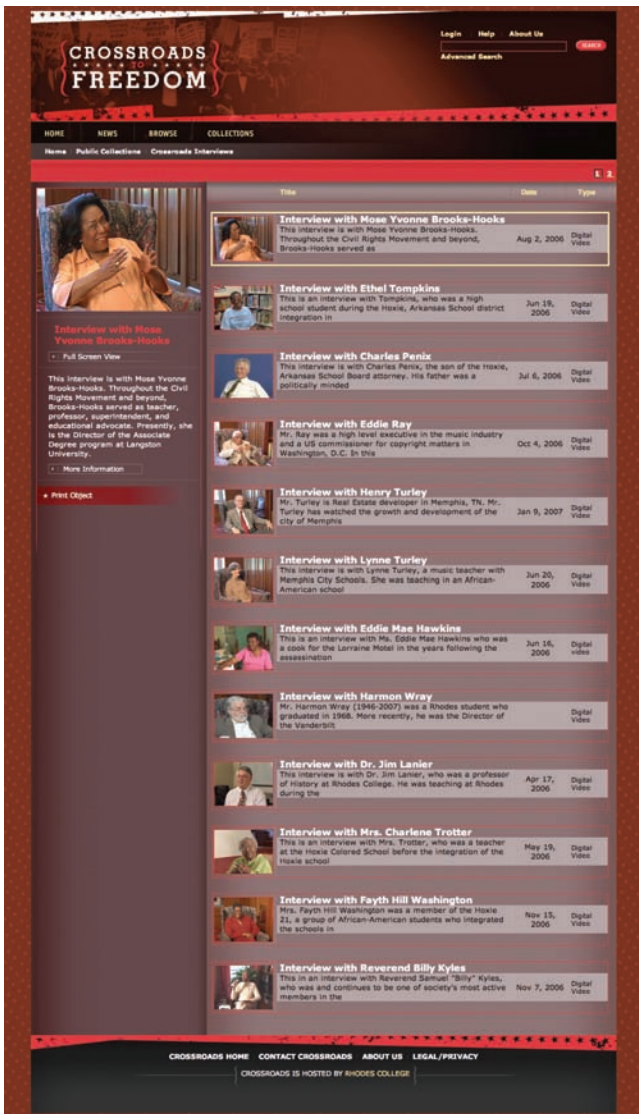 CROSSROADS
TO
FREEDOM
Login Help About Us
SEARCH
Advanced Search
HOME NEWS BROWSE COLLECTIONS
Home Public Collections Crossroads Interviews
1 2
Interview with Mose
Yvonne Brooks-Hooks
Full Screen View
This interview is with Mose Yvonne
Brooks-Hooks. Throughout the Civil
Rights Movement and beyond,
Brooks-Hooks served as teacher,
professor, superintendent, and
educational advocate. Presently, she
is the Director of the Associate
Degree program at Langston
University.
More Information
Print Object
Title Date Type
Interview with Mose Yvonne Brooks-Hooks
This interview is with Mose Yvonne Brooks-Hooks.
Throughout the Civil Rights Movement and beyond,
Brooks-Hooks served as
Aug 2, 2006
Digital
Video
Interview with Ethel Tompkins
This is an interview with Tompkins, who was a high
school student during the Hoxie, Arkansas School district
integration in
Jun 19,
2006
Digital
Video
Interview with Charles Penix
This interview is with Charles Penix, the son of the Hoxie,
Arkansas School Board attorney. His father was a
politically minded
Jul 6, 2006
Digital
Video
Interview with Eddie Ray
Mr. Ray was a high level executive in the music industry
and a US commissioner for copyright matters in
Washington, D.C. In this
Oct 4, 2006
Digital
Video
Interview with Henry Turley
Mr. Turley is Real Estate developer in Memphis, TN. Mr.
Turley has watched the growth and development of the
city of Memphis
Jan 9, 2007
Digital
Video
Interview with Lynne Turley
This interview is with Lynne Turley, a music teacher with
Memphis City Schools. She was teaching in an African-
American school
Jun 20,
2006
Digital
Video
Interview with Eddie Mae Hawkins
This is an interview with Ms. Eddie Mae Hawkins who was
a cook for the Lorraine Motel in the years following the
assassination
Jun 16,
2006
Digital
video
Interview with Harmon Wray
Mr. Harmon Wray (1946-2007) was a Rhodes student who
graduated in 1968. More recently, he was the Director of
the Vanderbilt
Digital
Video
Interview with Dr. Jim Lanier
This interview is with Dr. Jim Lanier, who was a professor
of History at Rhodes College. He was teaching at Rhodes
during the
Apr 17,
2006
Digital
Video
Interview with Mrs. Charlene Trotter
This is an interview with Mrs. Trotter, who was a teacher
at the Hoxie Colored School before the integration of the
Hoxie school
May 19,
2006
Digital
Video
Interview with Fayth Hill Washington
Mrs. Fayth Hill Washington was a member of the Hoxie
21, a group of African-American students who integrated
the schools in
Nov 15,
2006
Digital
Video
Interview with Reverend Billy Kyles
This in an interview with Reverend Samuel "Billy" Kyles,
who was and continues to be one of society's most active
members in the
Nov 7, 2006
Digital
Video
CROSSROADS HOME CONTACT CROSSROADS ABOUT US LEGAL/PRIVACY
CROSSROADS IS HOSTED BY RHODES COLLEGE